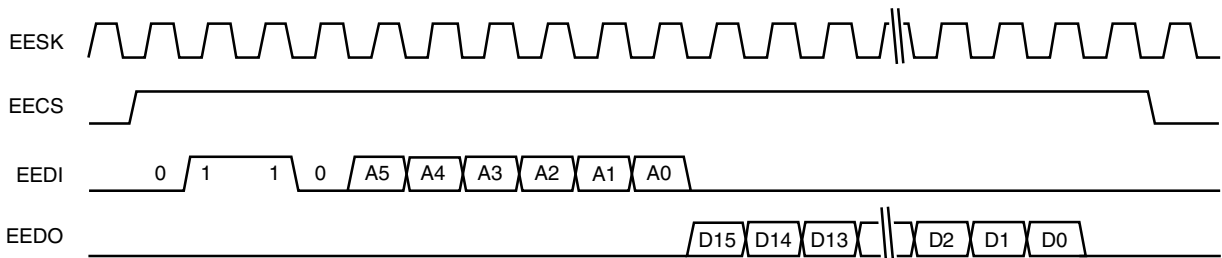 EESK
EECS
EEDI 0 1 1 0 A5 A4 A3 A2 A1 A0
EEDO D15 D14 D13 D2 D1 D0